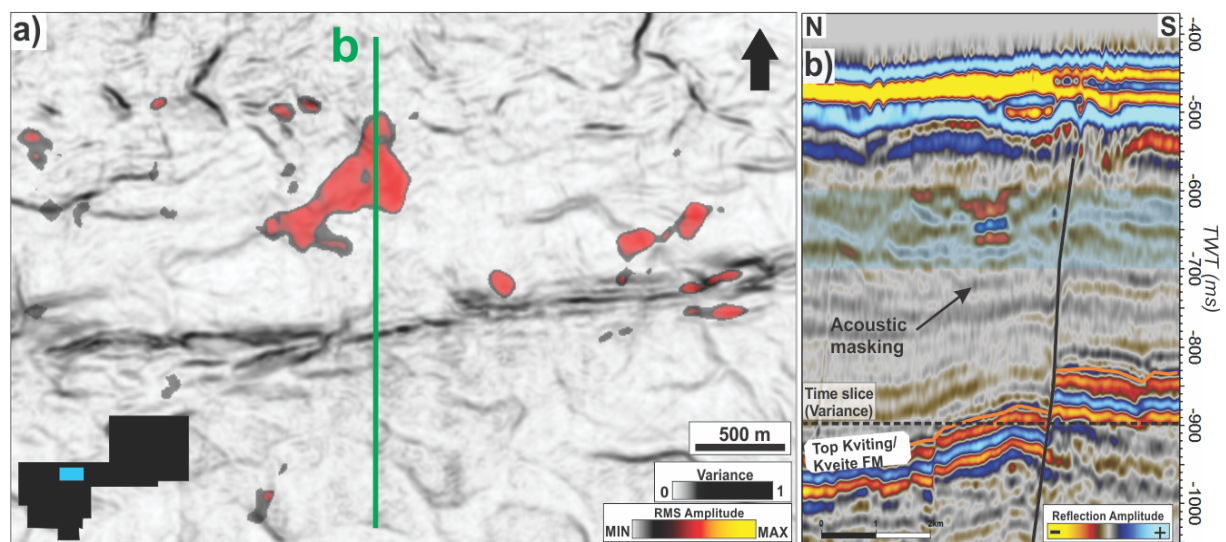 a)
b
500 m
Variance
0 1
RMS Amplitude
MIN MAX
N S
b)
-400
-500
-600
-700
-800
-900
-1000
TWT (ms)
Acoustic
masking
Time slice
(Variance)
Top Kviting/
Kveite FM
0 1 2km
Reflection Amplitude
- +